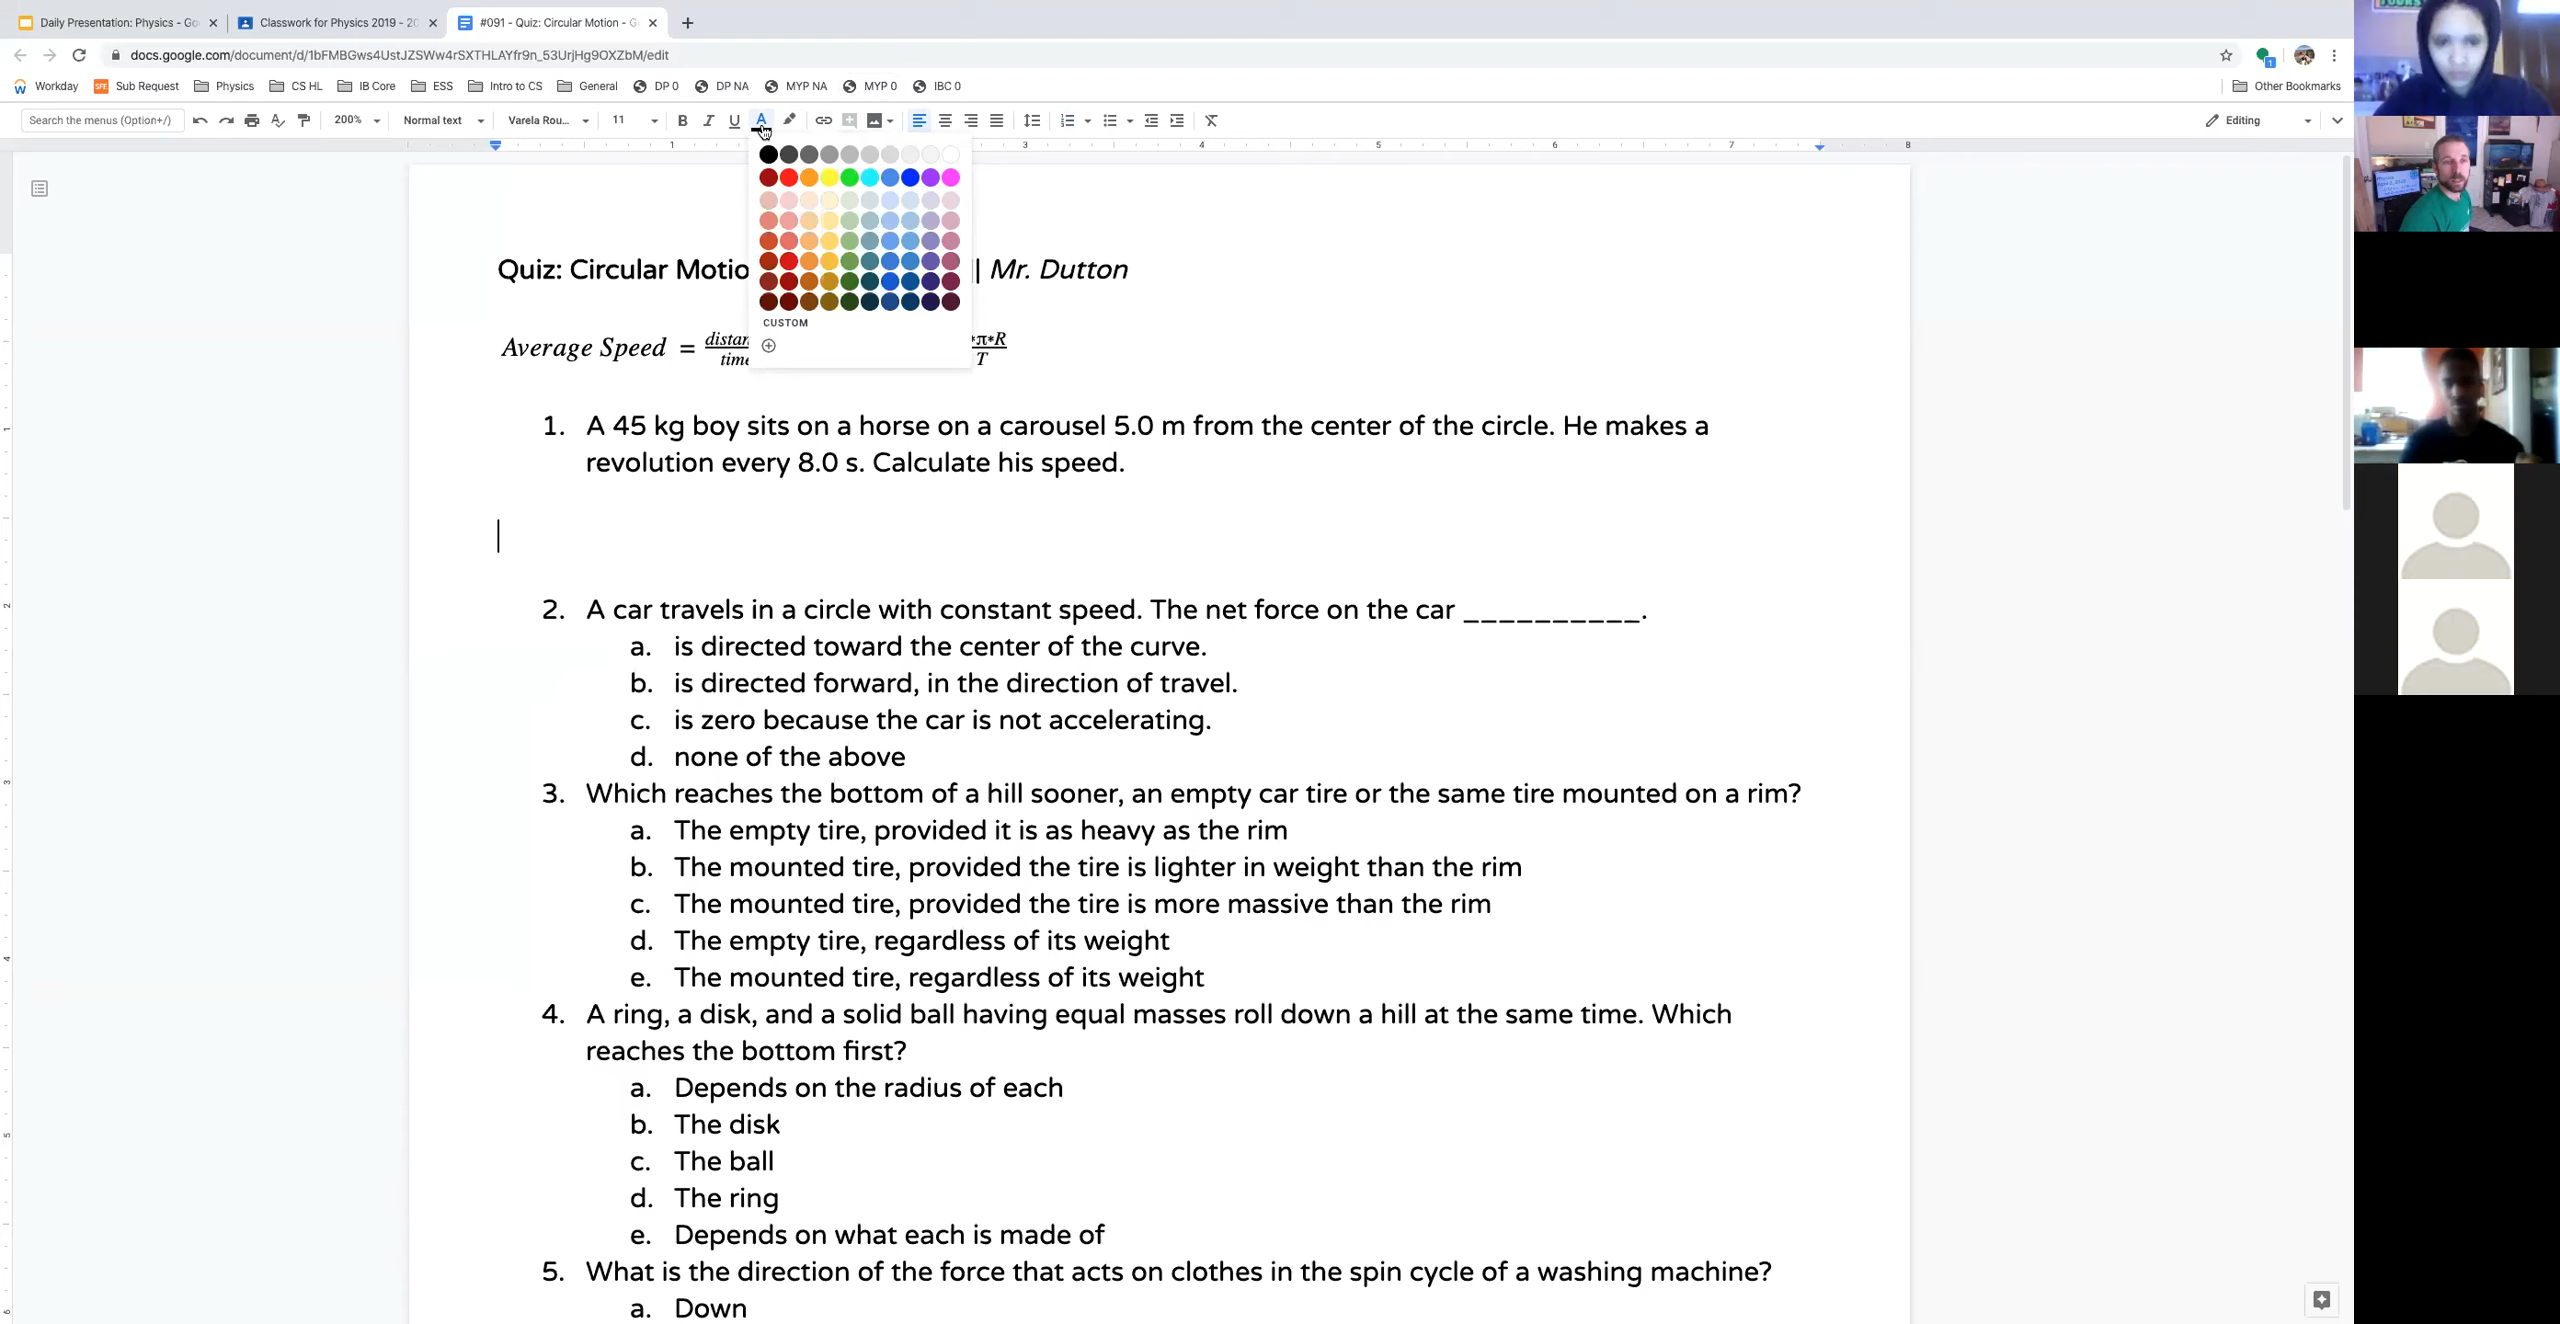 Daily Presentation: Physics - Go
Classwork for Physics 2019 - 20
#091 - Quiz: Circular Motion - G
docs.google.com/document/d/1bFMBGws4UstJZSWw4rSXTHLAYfr9n_53UrjHg9OXZbM/edit
Workday
SFE
Sub Request
Physics
CS HL
IB Core
ESS
Intro to CS
General
DP 0
DP NA
MYP NA
MYP 0
IBC 0
Other Bookmarks
Search the menus (Option+/)
200%
Normal text
Varela Rou...
11
B I U A
Editing
1 3 4 5 6 7 8
Quiz: Circular Motio || Mr. Dutton
Average Speed = distan/time *π*R/T
CUSTOM
1. A 45 kg boy sits on a horse on a carousel 5.0 m from the center of the circle. He makes a
revolution every 8.0 s. Calculate his speed.
2. A car travels in a circle with constant speed. The net force on the car __________.
a. is directed toward the center of the curve.
b. is directed forward, in the direction of travel.
c. is zero because the car is not accelerating.
d. none of the above
3. Which reaches the bottom of a hill sooner, an empty car tire or the same tire mounted on a rim?
a. The empty tire, provided it is as heavy as the rim
b. The mounted tire, provided the tire is lighter in weight than the rim
c. The mounted tire, provided the tire is more massive than the rim
d. The empty tire, regardless of its weight
e. The mounted tire, regardless of its weight
4. A ring, a disk, and a solid ball having equal masses roll down a hill at the same time. Which
reaches the bottom first?
a. Depends on the radius of each
b. The disk
c. The ball
d. The ring
e. Depends on what each is made of
5. What is the direction of the force that acts on clothes in the spin cycle of a washing machine?
a. Down